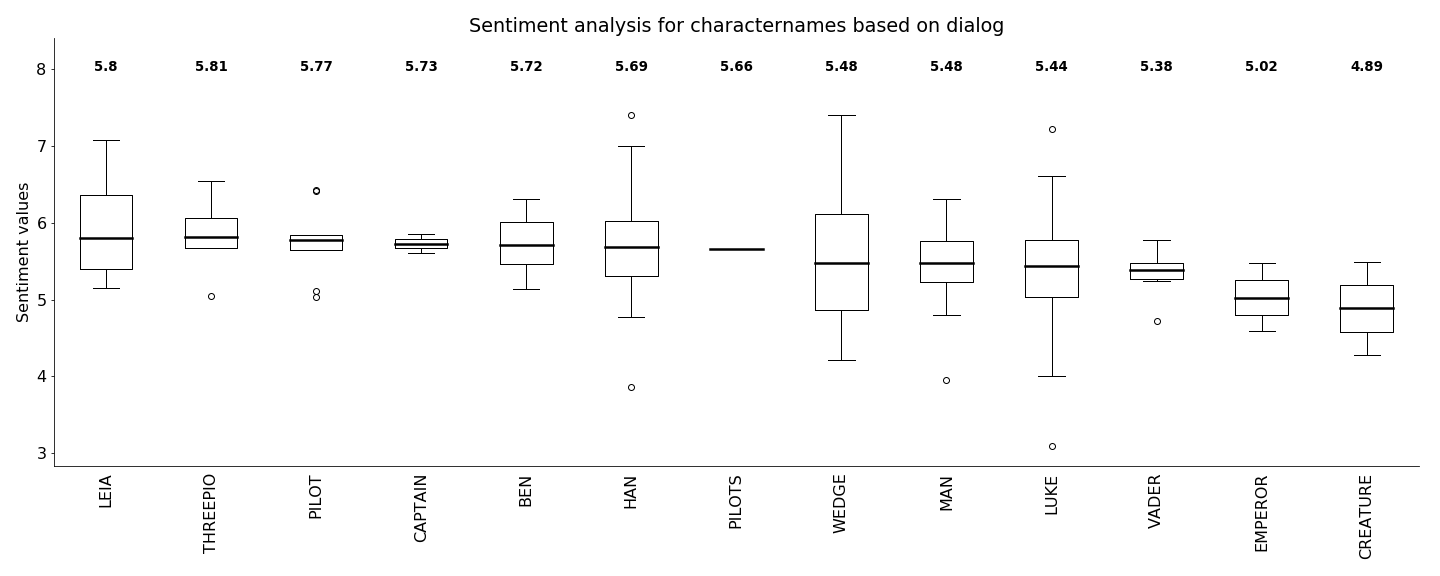 Sentiment analysis for characternames based on dialog
Sentiment values
8
7
6
5
4
3
5.8 5.81 5.77 5.73 5.72 5.69 5.66 5.48 5.48 5.44 5.38 5.02 4.89
LEIA
THREEPIO
PILOT
CAPTAIN
BEN
HAN
PILOTS
WEDGE
MAN
LUKE
VADER
EMPEROR
CREATURE